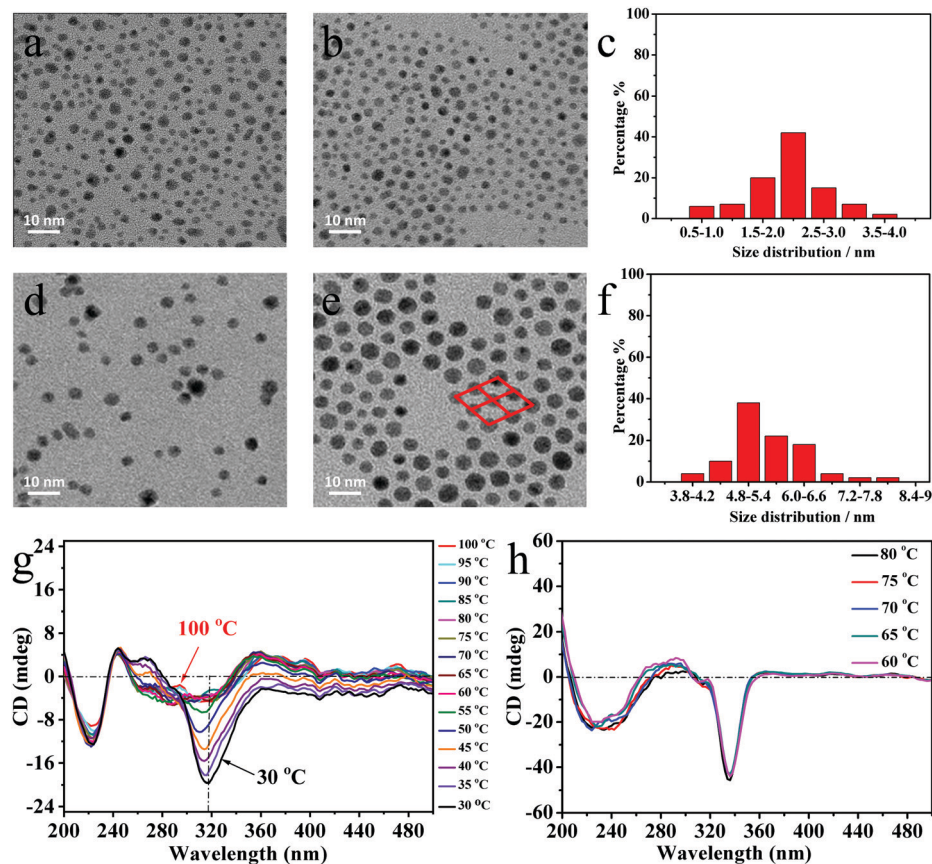 a
10 nm
b
10 nm
c
Percentage %
100
80
60
40
20
0
0.5-1.0 1.5-2.0 2.5-3.0 3.5-4.0
Size distribution / nm
d
10 nm
e
10 nm
f
Percentage %
100
80
60
40
20
0
3.8-4.2 4.8-5.4 6.0-6.6 7.2-7.8 8.4-9
Size distribution / nm
g
CD (mdeg)
24
16
8
0
-8
-16
-24
200 240 280 320 360 400 440 480
Wavelength (nm)
100 °C
30 °C
100 °C
95 °C
90 °C
85 °C
80 °C
75 °C
70 °C
65 °C
60 °C
55 °C
50 °C
45 °C
40 °C
35 °C
30 °C
h
CD (mdeg)
60
40
20
0
-20
-40
-60
200 240 280 320 360 400 440 480
Wavelength (nm)
80 °C
75 °C
70 °C
65 °C
60 °C